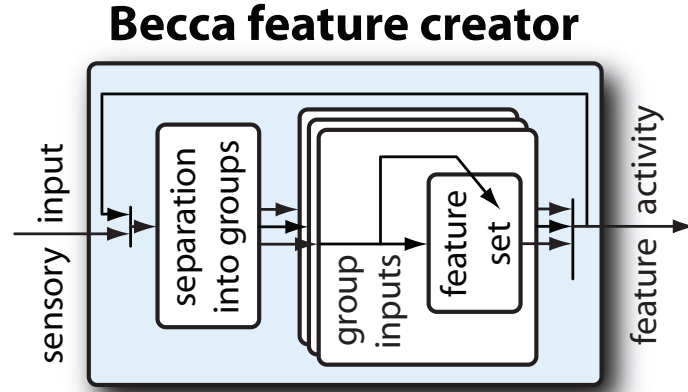 Becca feature creator
sensory input
separation
into groups
group
inputs
feature
set
feature activity